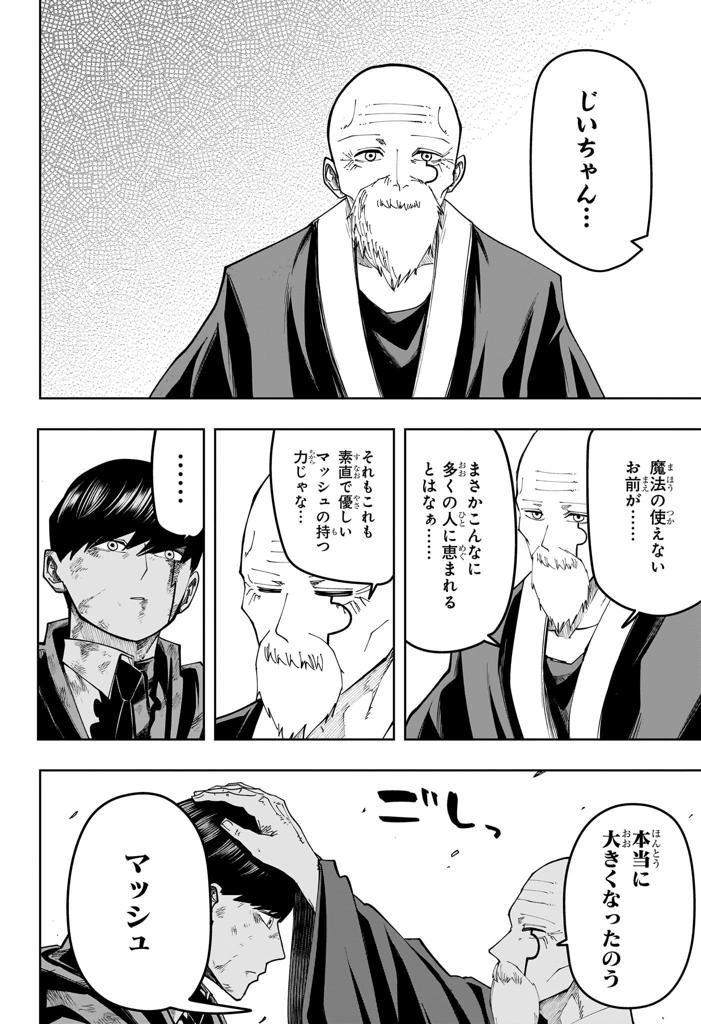 じいちゃん…
魔法の使えない
お前が……
まさかこんなに
多くの人に恵まれる
とはなぁ……
それもこれも
素直で優しい
マッシュの持つ
力じゃな…
……
本当に
大きくなったのう
ごしっ
マッシュ